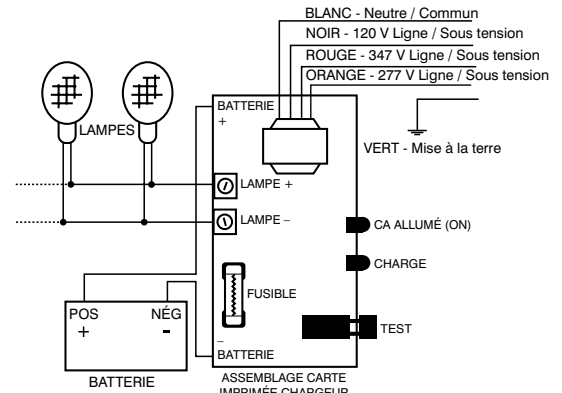 BLANC - Neutre / Commun
NOIR - 120 V Ligne / Sous tension
ROUGE - 347 V Ligne / Sous tension
ORANGE - 277 V Ligne / Sous tension
BATTERIE
+
LAMPES
VERT - Mise à la terre
LAMPE +
LAMPE –
CA ALLUMÉ (ON)
CHARGE
FUSIBLE
POS
+
NÉG
-
TEST
–
BATTERIE
BATTERIE
ASSEMBLAGE CARTE
IMPRIMÉE CHARGEUR